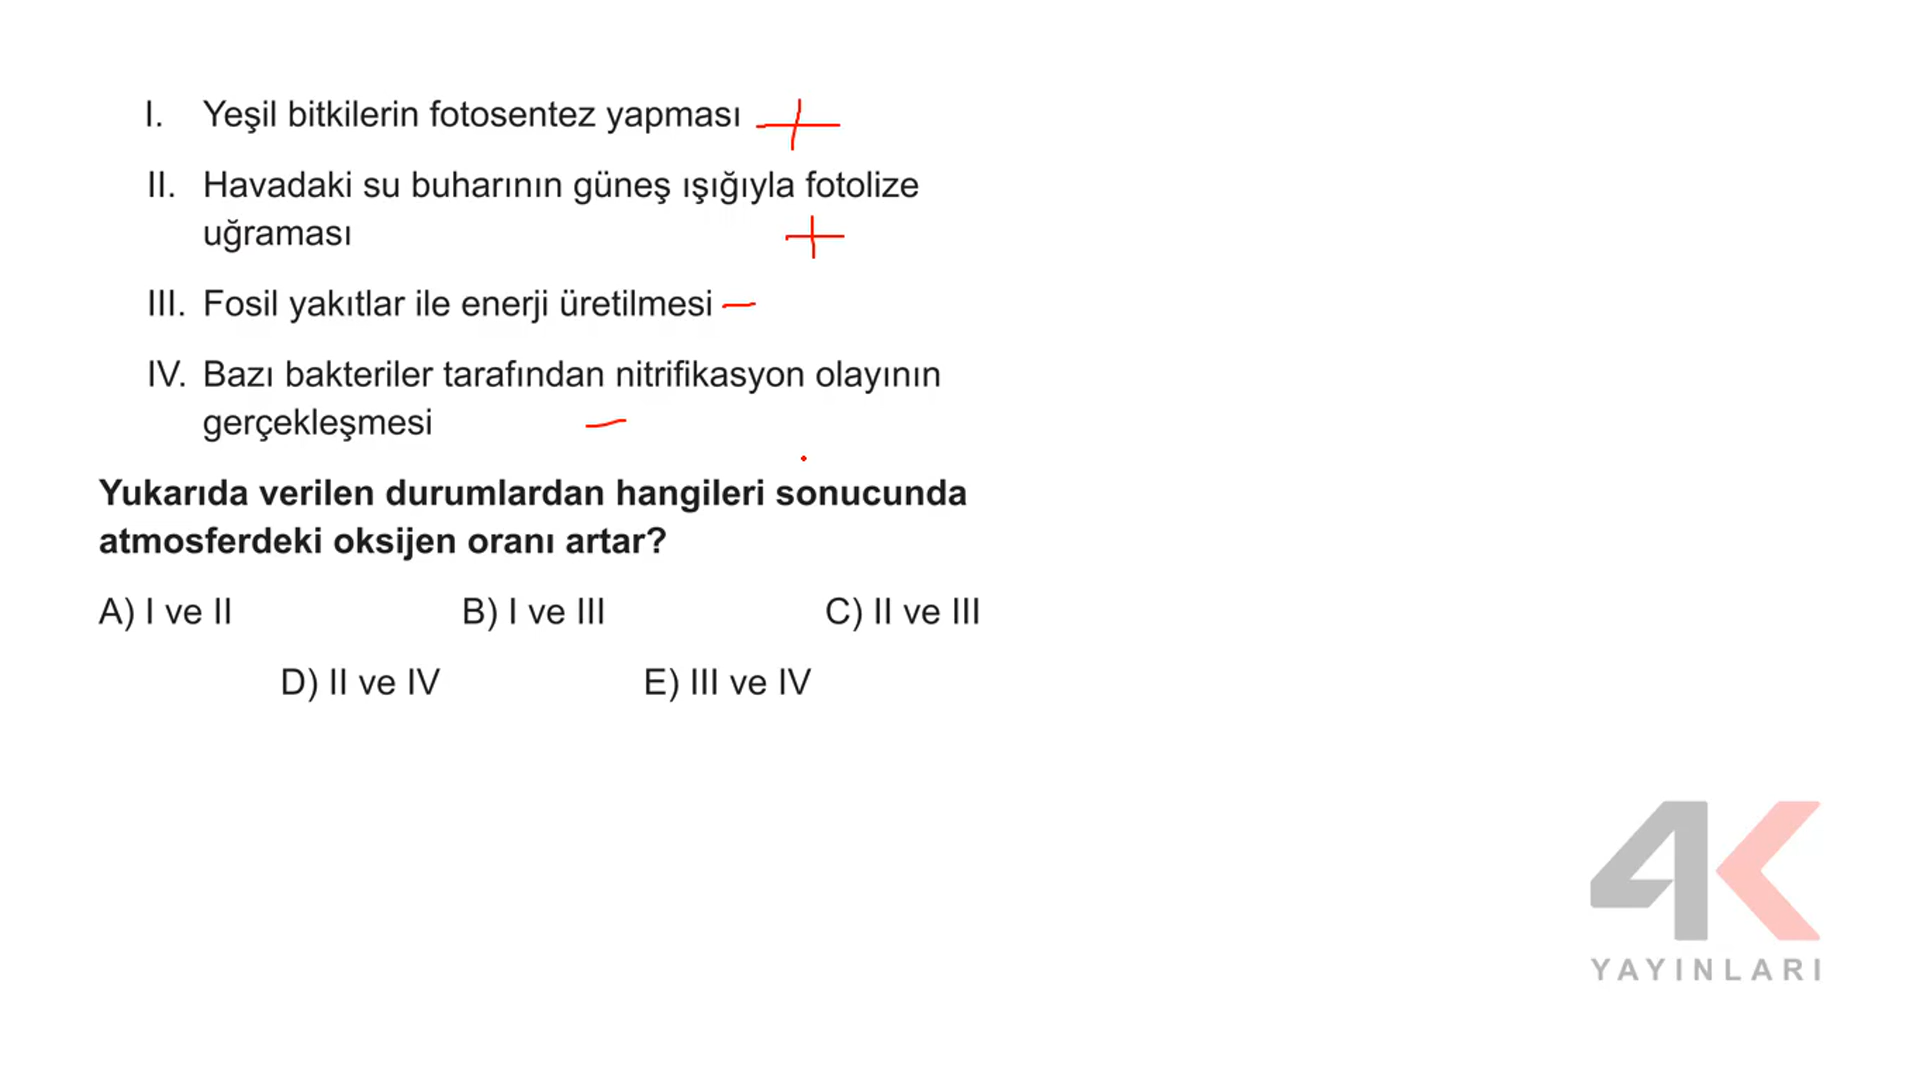 I. Yeşil bitkilerin fotosentez yapması
II. Havadaki su buharının güneş ışığıyla fotolize
uğraması
III. Fosil yakıtlar ile enerji üretilmesi
IV. Bazı bakteriler tarafından nitrifikasyon olayının
gerçekleşmesi
Yukarıda verilen durumlardan hangileri sonucunda
atmosferdeki oksijen oranı artar?
A) I ve II B) I ve III C) II ve III
D) II ve IV E) III ve IV
4K
YAYINLARI